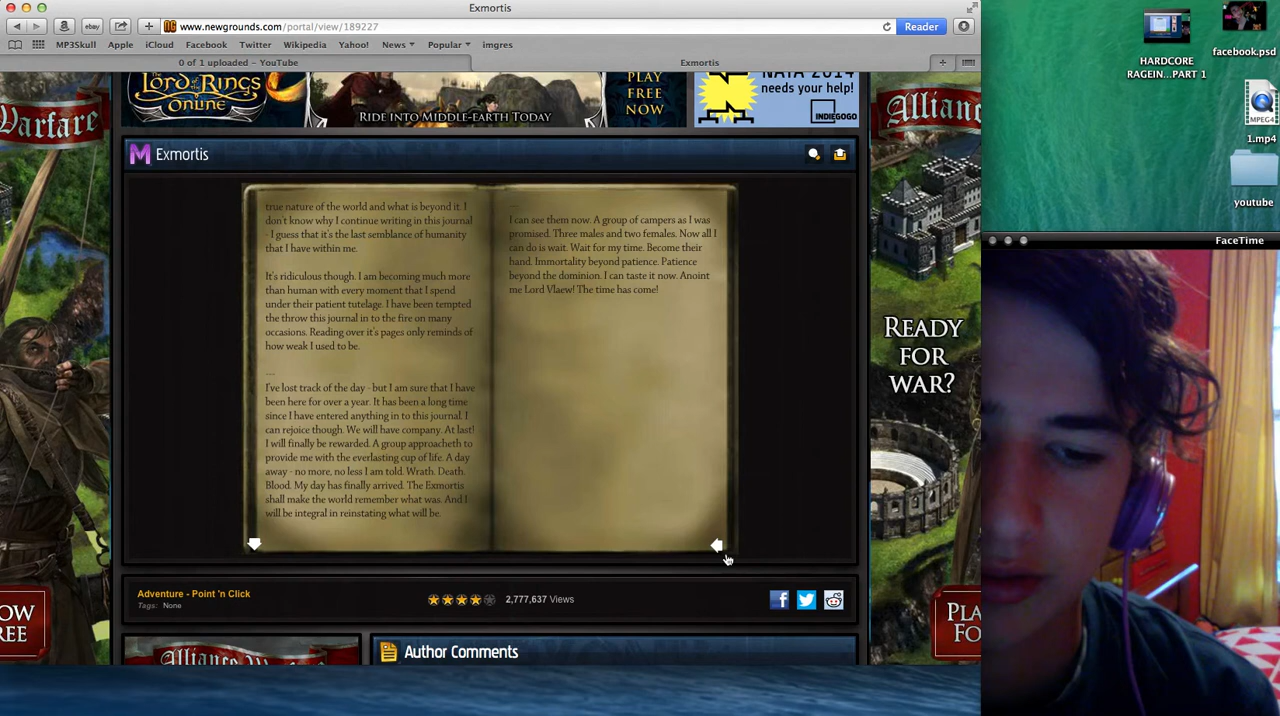 Exmortis
ebay
www.newgrounds.com/portal/view/189227
Reader
MP3Skull Apple iCloud Facebook Twitter Wikipedia Yahoo! News Popular imgres
0 of 1 uploaded – YouTube
Exmortis
The
Lord of Rings
Online
RIDE INTO MIDDLE-EARTH TODAY
PLAY
FREE
NOW
NATA 2014
needs your help!
INDIEGOGO
Warfare
Alliance
Exmortis
true nature of the world and what is beyond it. I
don't know why I continue writing in this journal
- I guess that it's the last semblance of humanity
that I have within me.
It's ridiculous though. I am becoming much more
than human with every moment that I spend
under their patient tutelage. I have been tempted
the throw this journal in to the fire on many
occasions. Reading over it's pages only reminds of
how weak I used to be.
....
I've lost track of the day - but I am sure that I have
been here for over a year. It has been a long time
since I have entered anything in to this journal. I
can rejoice though. We will have company. At last!
I will finally be rewarded. A group approacheth to
provide me with the everlasting cup of life. A day
away - no more, no less I am told. Wrath. Death.
Blood. My day has finally arrived. The Exmortis
shall make the world remember what was. And I
will be integral in reinstating what will be.
....
I can see them now. A group of campers as I was
promised. Three males and two females. Now all I
can do is wait. Wait for my time. Become their
hand. Immortality beyond patience. Patience
beyond the dominion. I can taste it now. Anoint
me Lord Vlaew! The time has come!
READY
FOR
WAR?
OW
REE
PLA
FO
Adventure - Point 'n Click
Tags: None
2,777,637 Views
Alliance Warfare
Author Comments
HARDCORE
RAGEIN...PART 1
facebook.psd
MPEG4
1.mp4
youtube
FaceTime